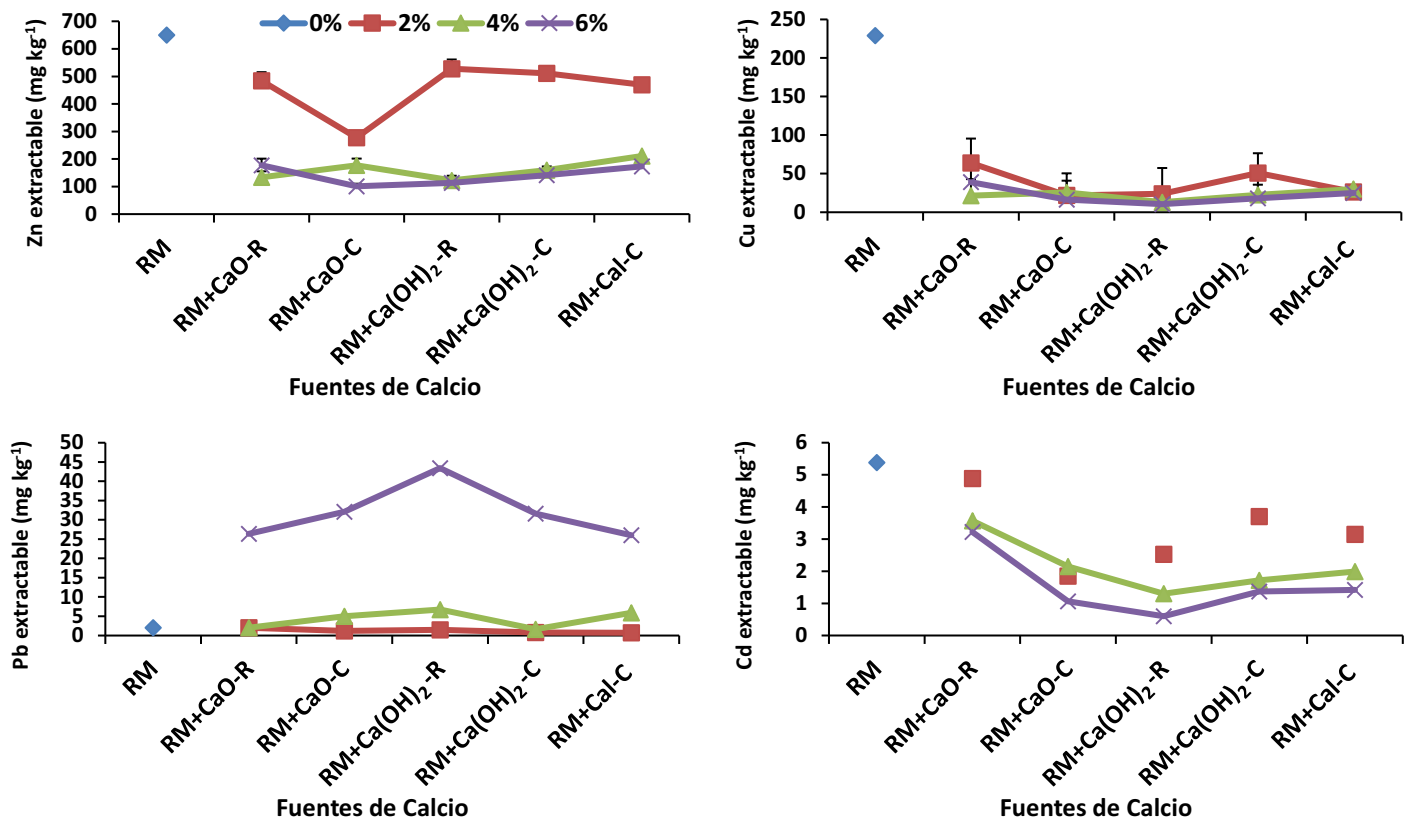 Zn extractable (mg kg⁻¹)
700
600
500
400
300
200
100
0
0% 2% 4% 6%
RM
RM+CaO-R
RM+CaO-C
RM+Ca(OH)₂-R
RM+Ca(OH)₂-C
RM+Cal-C
Fuentes de Calcio
Cu extractable (mg kg⁻¹)
250
200
150
100
50
0
RM
RM+CaO-R
RM+CaO-C
RM+Ca(OH)₂-R
RM+Ca(OH)₂-C
RM+Cal-C
Fuentes de Calcio
Pb extractable (mg kg⁻¹)
50
45
40
35
30
25
20
15
10
5
0
RM
RM+CaO-R
RM+CaO-C
RM+Ca(OH)₂-R
RM+Ca(OH)₂-C
RM+Cal-C
Fuentes de Calcio
Cd extractable (mg kg⁻¹)
6
5
4
3
2
1
0
RM
RM+CaO-R
RM+CaO-C
RM+Ca(OH)₂-R
RM+Ca(OH)₂-C
RM+Cal-C
Fuentes de Calcio